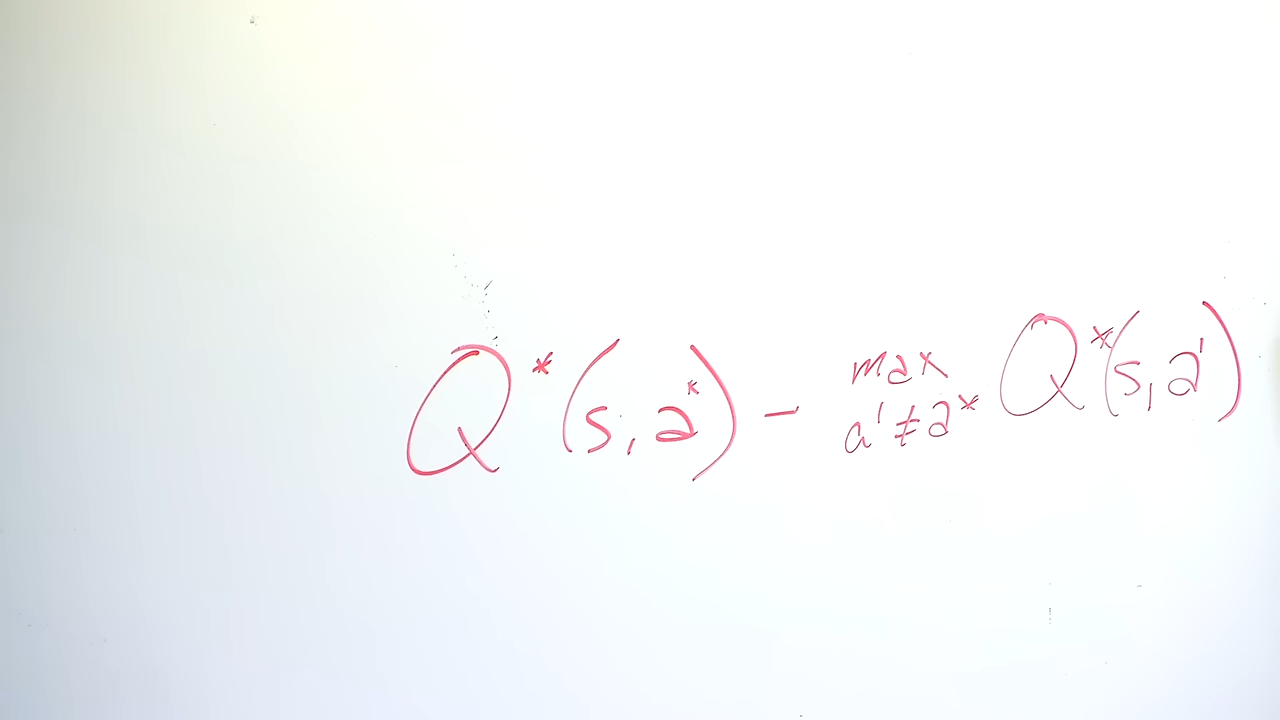 Q*(s, a*) - max a'≠a* Q*(s, a')